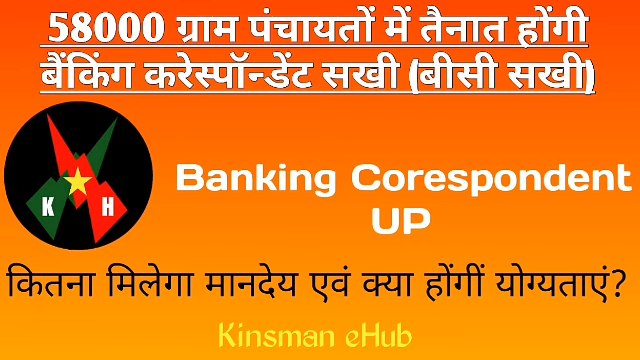 58000 ग्राम पंचायतों में तैनात होंगी
बैंकिंग करेस्पॉन्डेंट सखी (बीसी सखी)
K H
Banking Corespondent
UP
कितना मिलेगा मानदेय एवं क्या होंगीं योग्यताएं?
Kinsman eHub